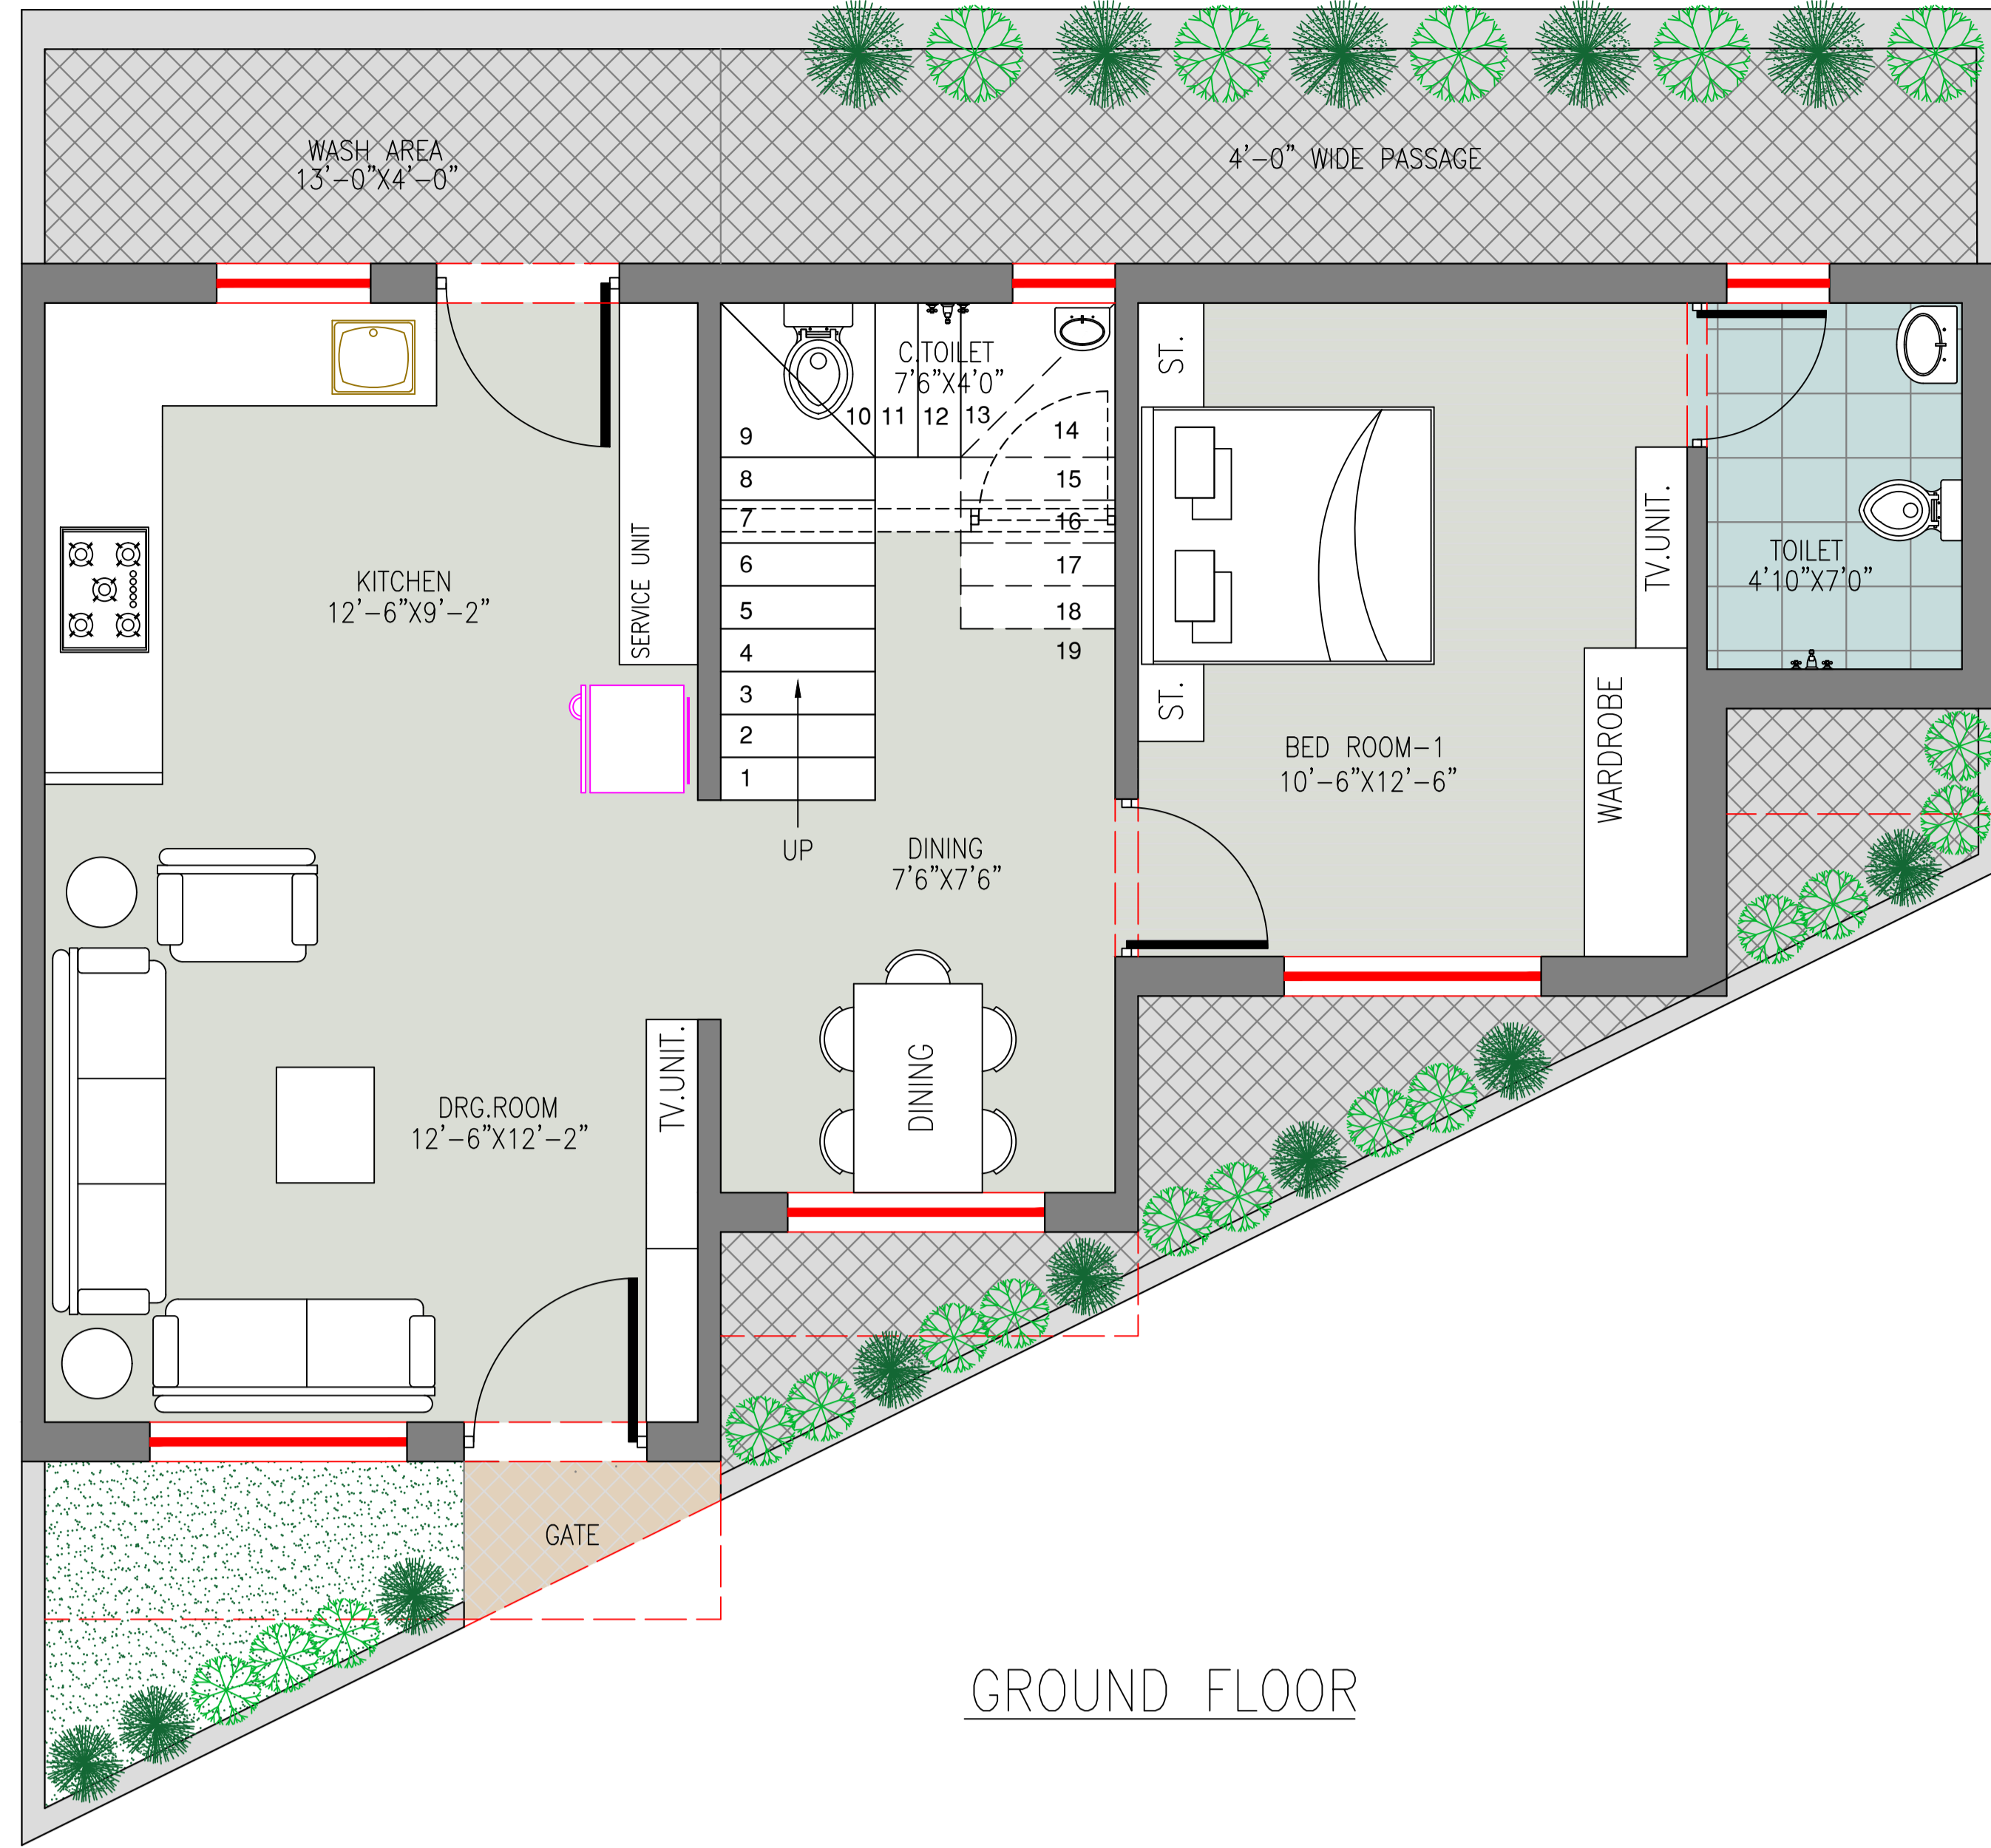 WASH AREA
13'-0"X4'-0"
4'-0" WIDE PASSAGE
C.TOILET
7'6"X4'0"
ST.
10 11 12 13
9
14
8
15
7
16
6
17
5
18
4
19
3
2
1
UP
KITCHEN
12'-6"X9'-2"
SERVICE UNIT
TV.UNIT.
TOILET
4'10"X7'0"
ST.
BED ROOM-1
10'-6"X12'-6"
WARDROBE
DINING
7'6"X7'6"
DINING
DRG.ROOM
12'-6"X12'-2"
TV.UNIT.
GATE
GROUND FLOOR